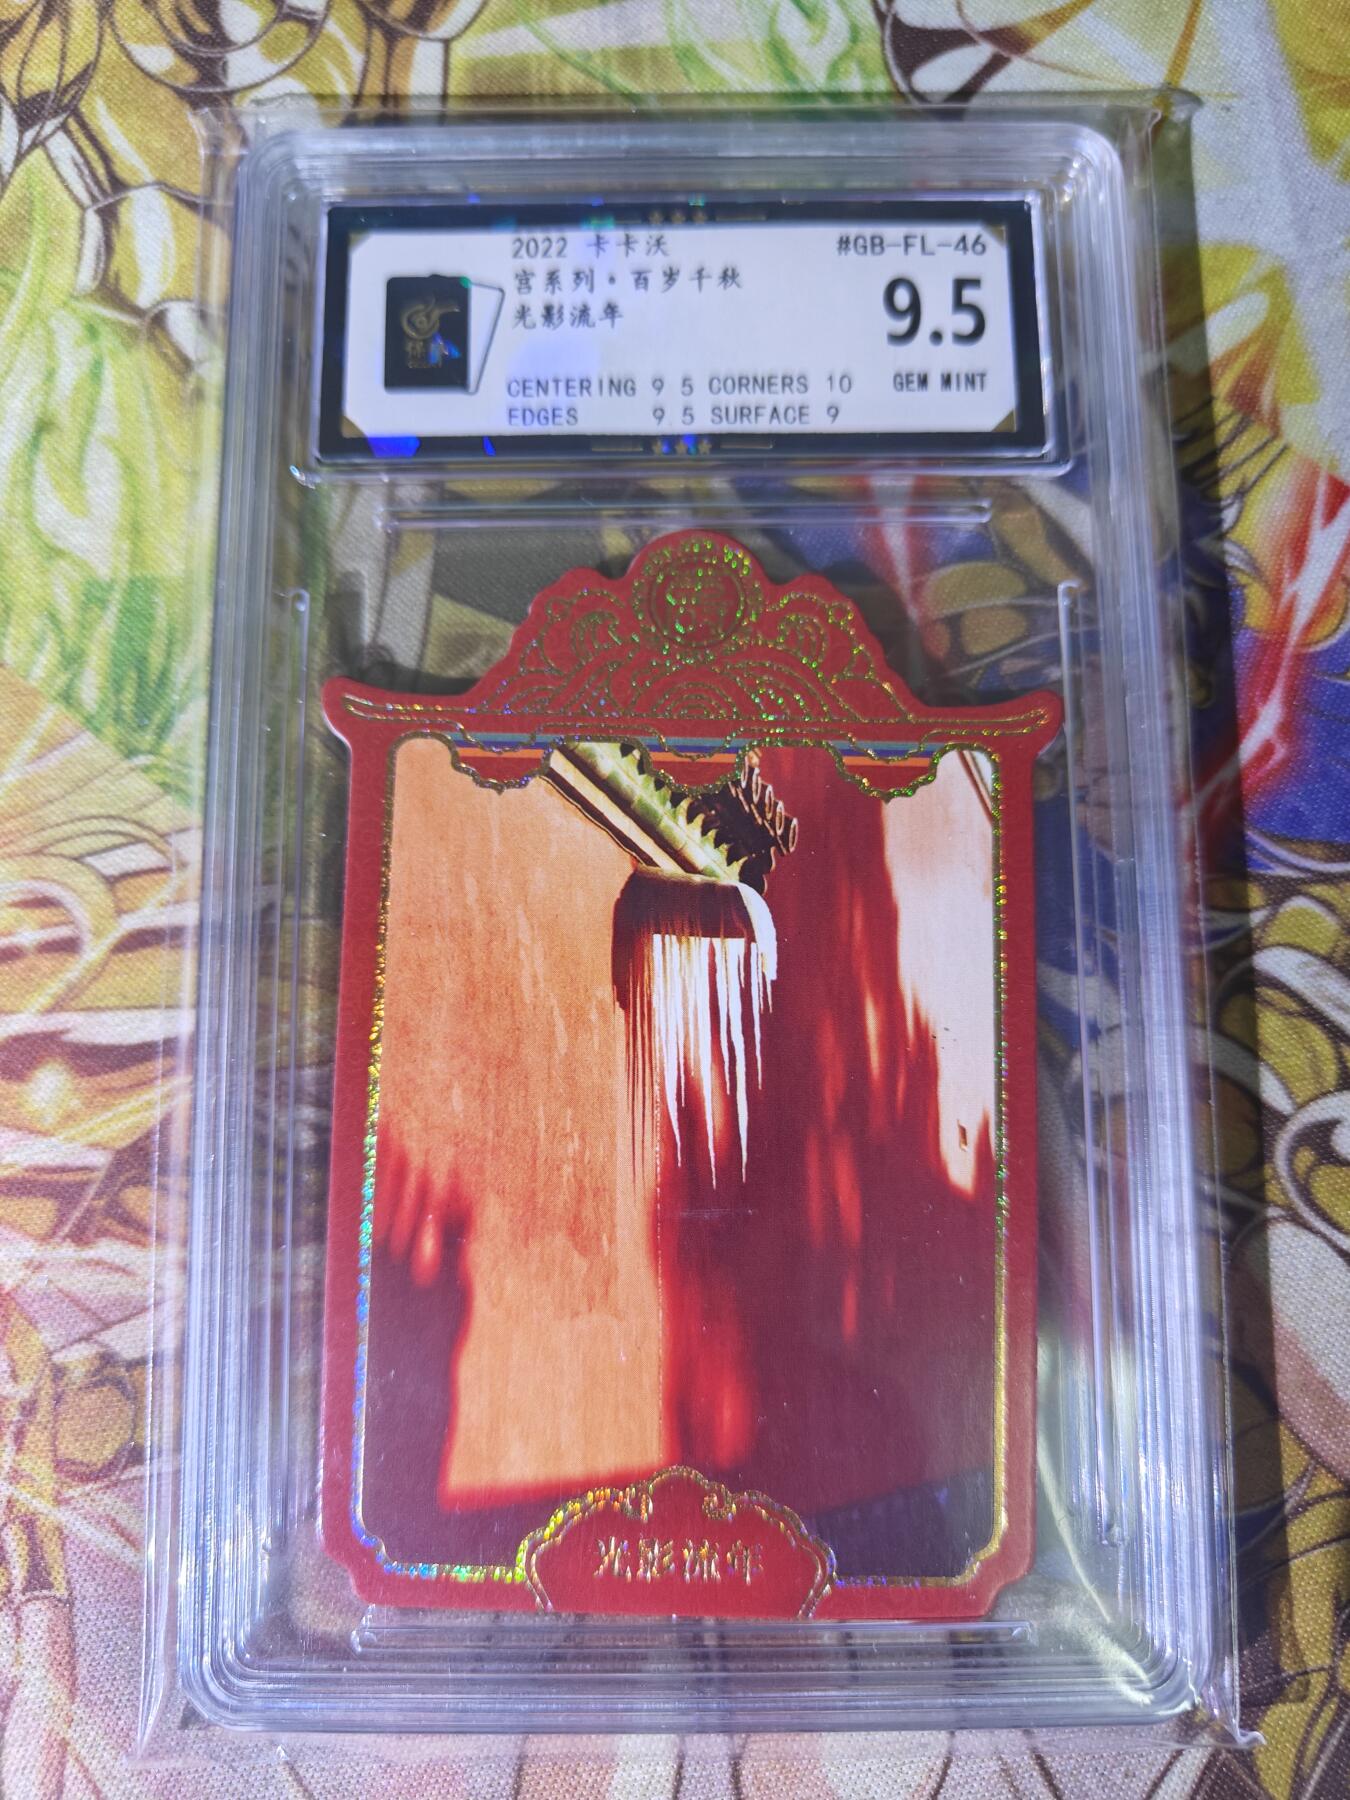 2022 卡卡沃 #GB-FL-46
宫系列·百岁千秋
光影流年
9.5
CENTERING 9 5 CORNERS 10 GEM MINT
EDGES 9.5 SURFACE 9
光影流年